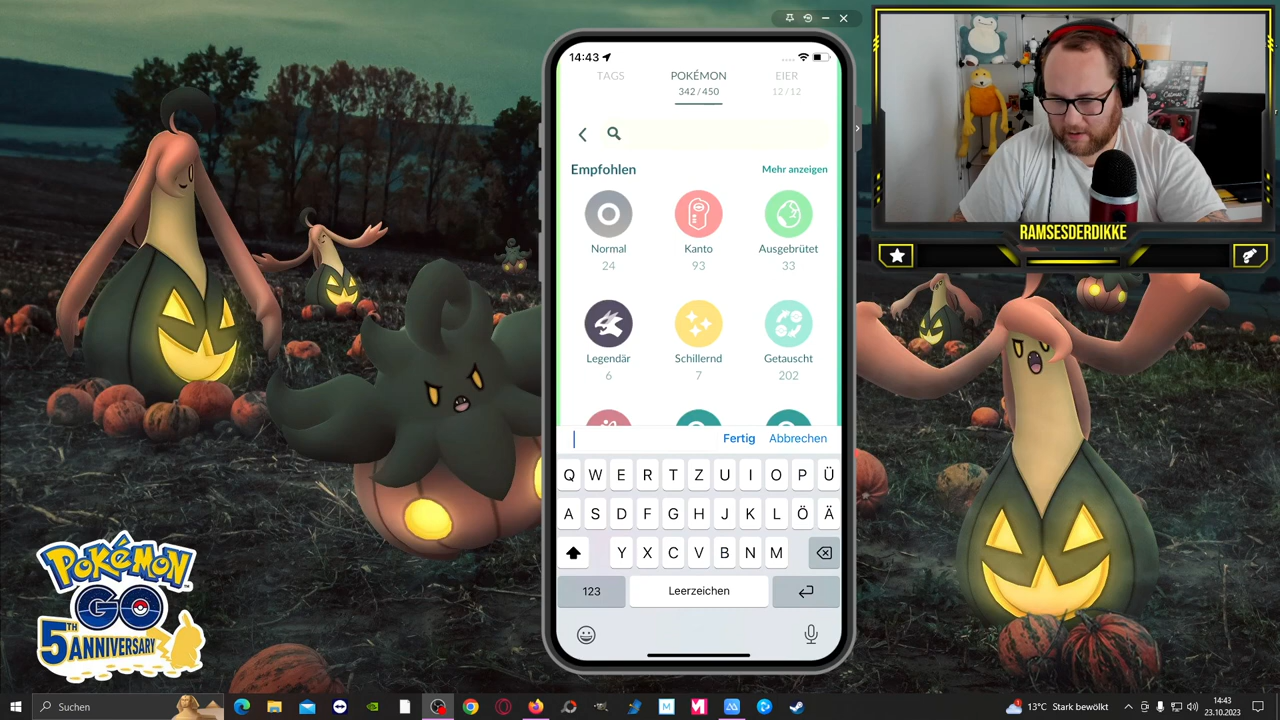 14:43
TAGS
POKÉMON
342 / 450
EIER
12 / 12
Empfohlen
Mehr anzeigen
Normal
24
Kanto
93
Ausgebrütet
33
Legendär
6
Schillernd
7
Getauscht
202
Fertig
Abbrechen
Q W E R T Z U I O P Ü
A S D F G H J K L Ö Ä
Y X C V B N M
123
Leerzeichen
RAMSESDERDIKKE
POKÉMON
GO
5TH
ANNIVERSARY
Suchen
13°C Stark bewölkt
14:43
23.10.2023